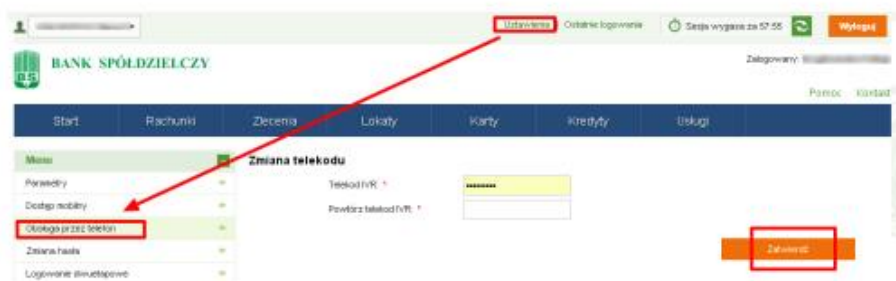 Ustawienia Ostatnie logowanie Sesja wygasa za 57:55 Wyloguj
BS BANK SPÓŁDZIELCZY
Zalogowany:
Pomoc Kontakt
Start Rachunki Zlecenia Lokaty Karty Kredyty Usługi
Menu
Parametry
Dostęp mobilny
Obsługa przez telefon
Zmiana hasła
Logowanie dwuetapowe
Zmiana telekodu
Telekod IVR: *
Powtórz telekod IVR: *
Zatwierdź